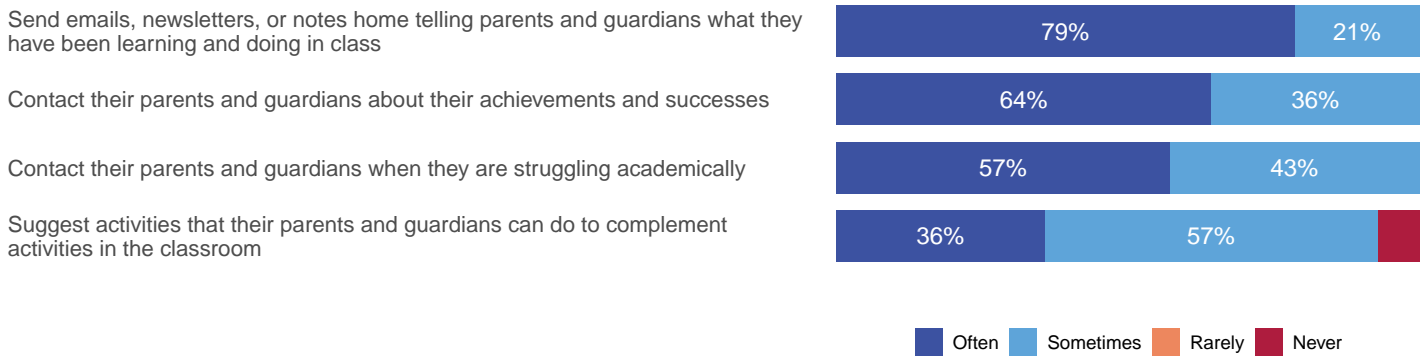 Send emails, newsletters, or notes home telling parents and guardians what they
have been learning and doing in class
79% 21%
Contact their parents and guardians about their achievements and successes
64% 36%
Contact their parents and guardians when they are struggling academically
57% 43%
Suggest activities that their parents and guardians can do to complement
activities in the classroom
36% 57%
Often Sometimes Rarely Never